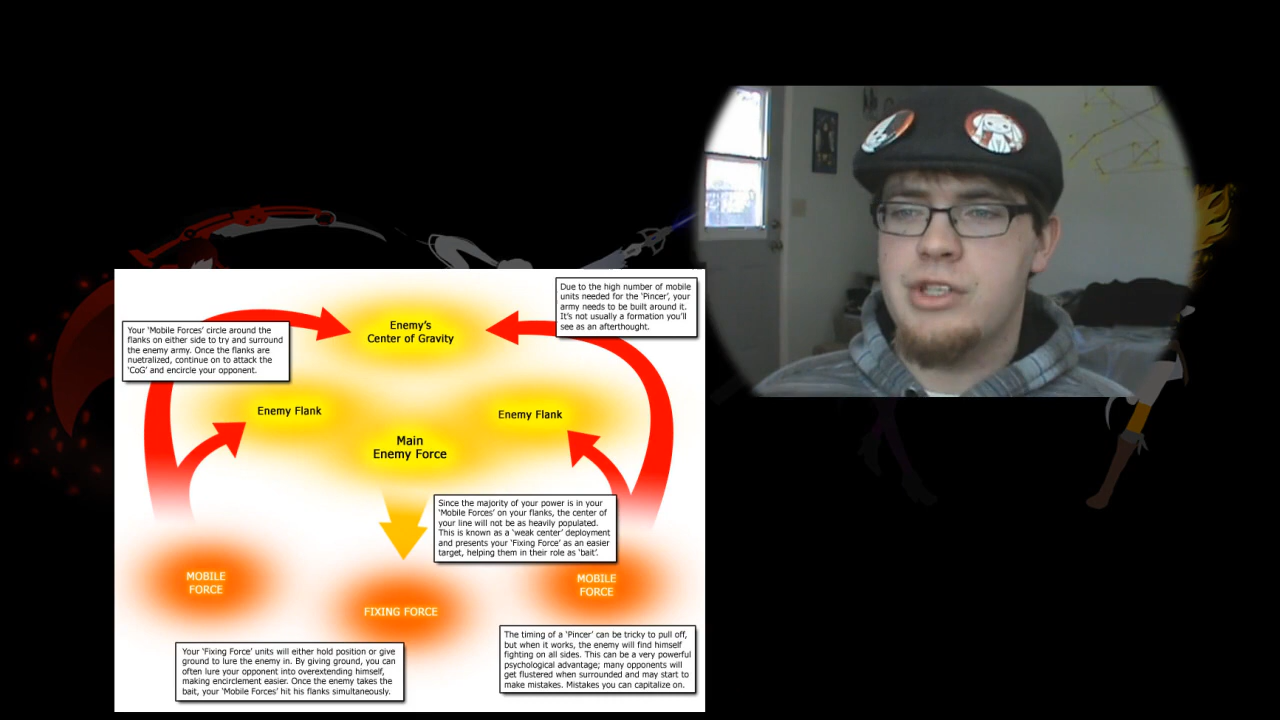 Due to the high number of mobile
units needed for the 'Pincer', your
army needs to be built around it.
It's not usually a formation you'll
see as an afterthought.
Enemy's
Center of Gravity
Your 'Mobile Forces' circle around the
flanks on either side to try and surround
the enemy army. Once the flanks are
nuetralized, continue on to attack the
'CoG' and encircle your opponent.
Enemy Flank
Enemy Flank
Main
Enemy Force
Since the majority of your power is in your
'Mobile Forces' on your flanks, the center of
your line will not be as heavily populated.
This is known as a 'weak center' deployment
and presents your 'Fixing Force' as an easier
target, helping them in their role as 'bait'.
MOBILE
FORCE
FIXING FORCE
MOBILE
FORCE
Your 'Fixing Force' units will either hold position or give
ground to lure the enemy in. By giving ground, you can
often lure your opponent into overextending himself,
making encirclement easier. Once the enemy takes the
bait, your 'Mobile Forces' hit his flanks simultaneously.
The timing of a 'Pincer' can be tricky to pull off,
but when it works, the enemy will find himself
fighting on all sides. This can be a very powerful
psychological advantage; many opponents will
get flustered when surrounded and may start to
make mistakes. Mistakes you can capitalize on.